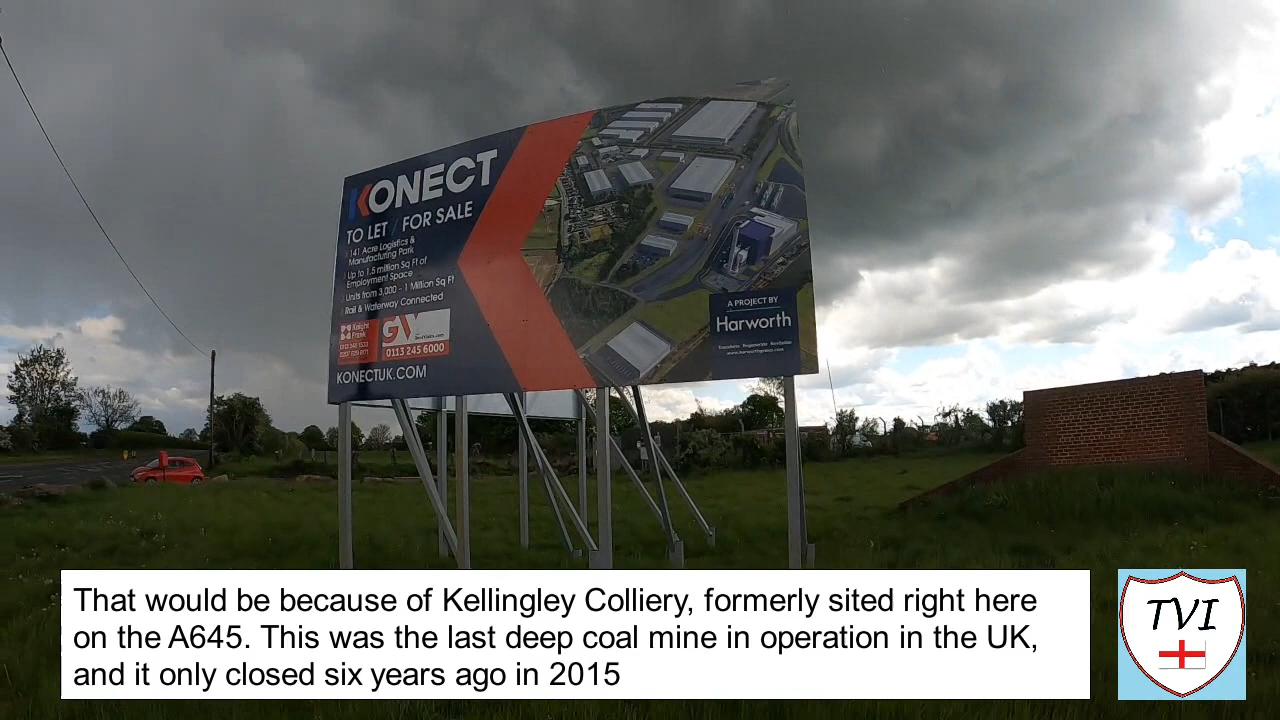 KONECT
TO LET / FOR SALE
141 Acre Logistics &
Manufacturing Park
Up to 1.5 million Sq Ft of
Employment Space
Units from 3,000 - 1 Million Sq Ft
Rail & Waterway Connected
Knight
Frank
GV
0113 245 6000
KONECTUK.COM
A PROJECT BY
Harworth
www.harworthgroup.com
That would be because of Kellingley Colliery, formerly sited right here
on the A645. This was the last deep coal mine in operation in the UK,
and it only closed six years ago in 2015
TVI